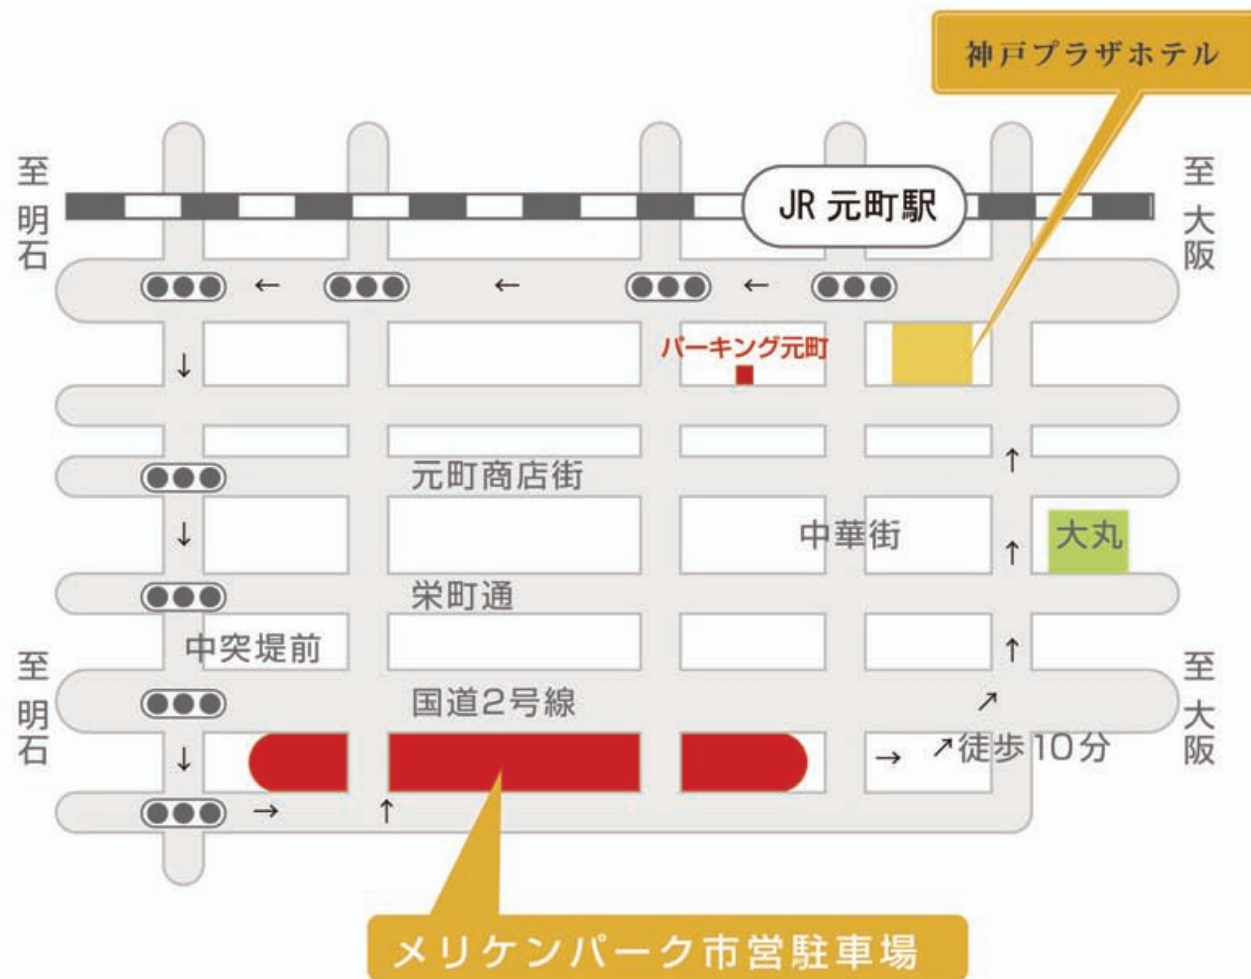 神戸プラザホテル
至明石
JR 元町駅
至大阪
← ← ←
パーキング元町
↓
元町商店街
↑
↓
中華街
↑
大丸
栄町通
中突堤前
↑
至明石
国道2号線
↗
至大阪
↓
→ ↗徒歩10分
→ ↑
メリケンパーク市営駐車場